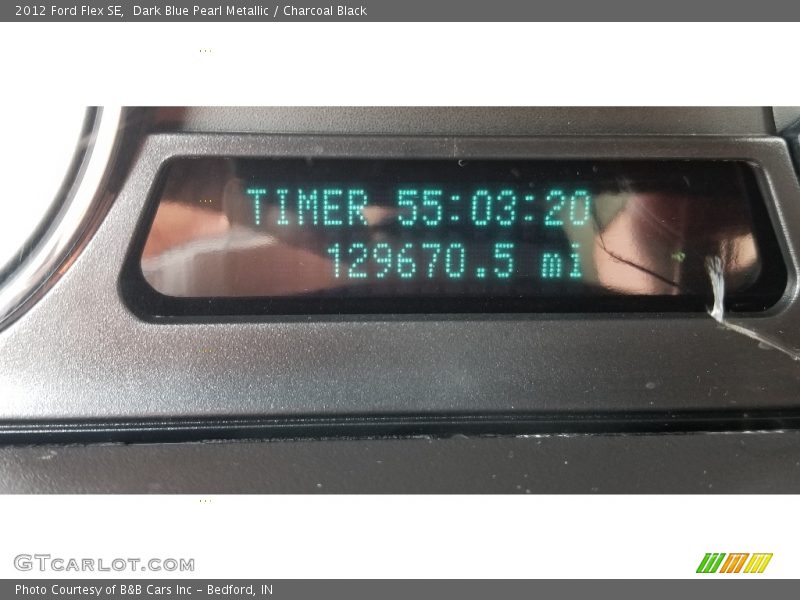 2012 Ford Flex SE, Dark Blue Pearl Metallic / Charcoal Black
TIMER 55:03:20
129670.5 mi
GTCARLOT.COM
Photo Courtesy of B&B Cars Inc - Bedford, IN